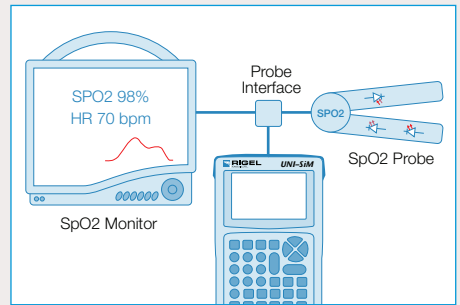 SPO2 98%
HR 70 bpm
SpO2 Monitor
Probe
Interface
SPO2
SpO2 Probe
RIGEL
UNI-SiM